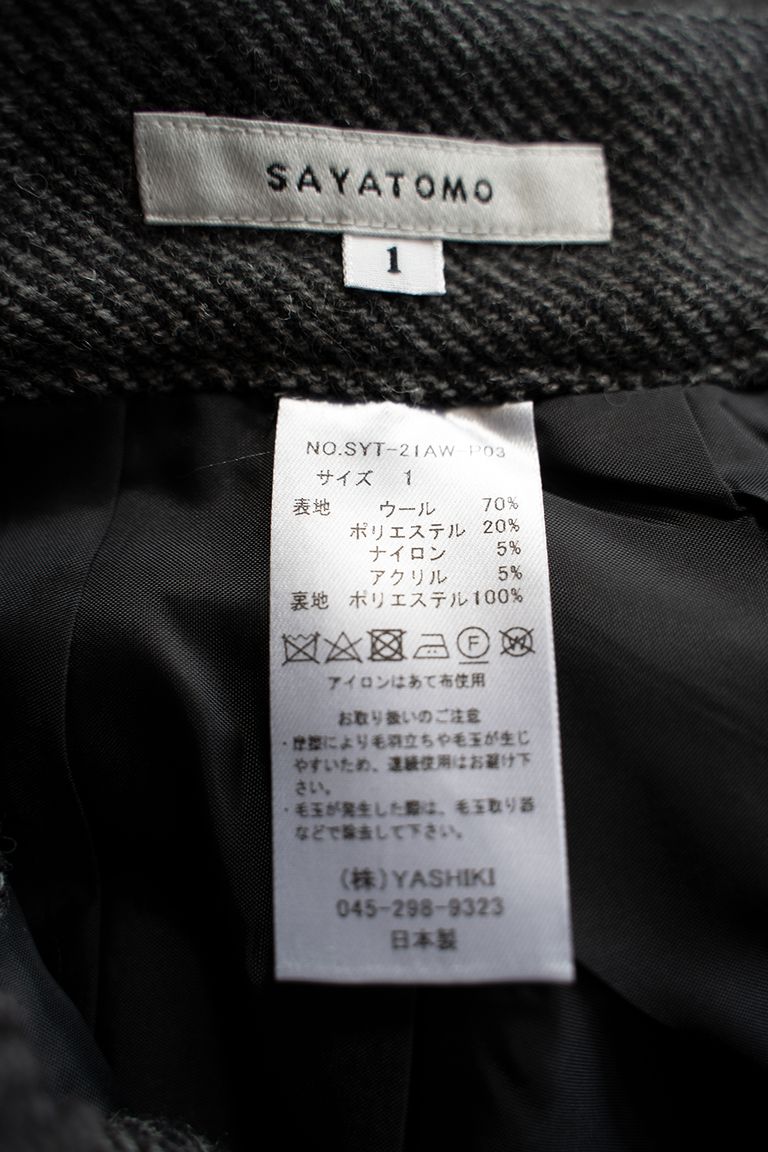 SAYATOMO
1
NO.SYT-21AW-P03
サイズ 1
表地 ウール 70%
ポリエステル 20%
ナイロン 5%
アクリル 5%
裏地 ポリエステル100%
F
W
アイロンはあて布使用
お取り扱いのご注意
・摩擦により毛羽立ちや毛玉が生じ
やすいため、連続使用はお避け下
さい。
・毛玉が発生した際は、毛玉取り器
などで除去して下さい。
(株)YASHIKI
045-298-9323
日本製